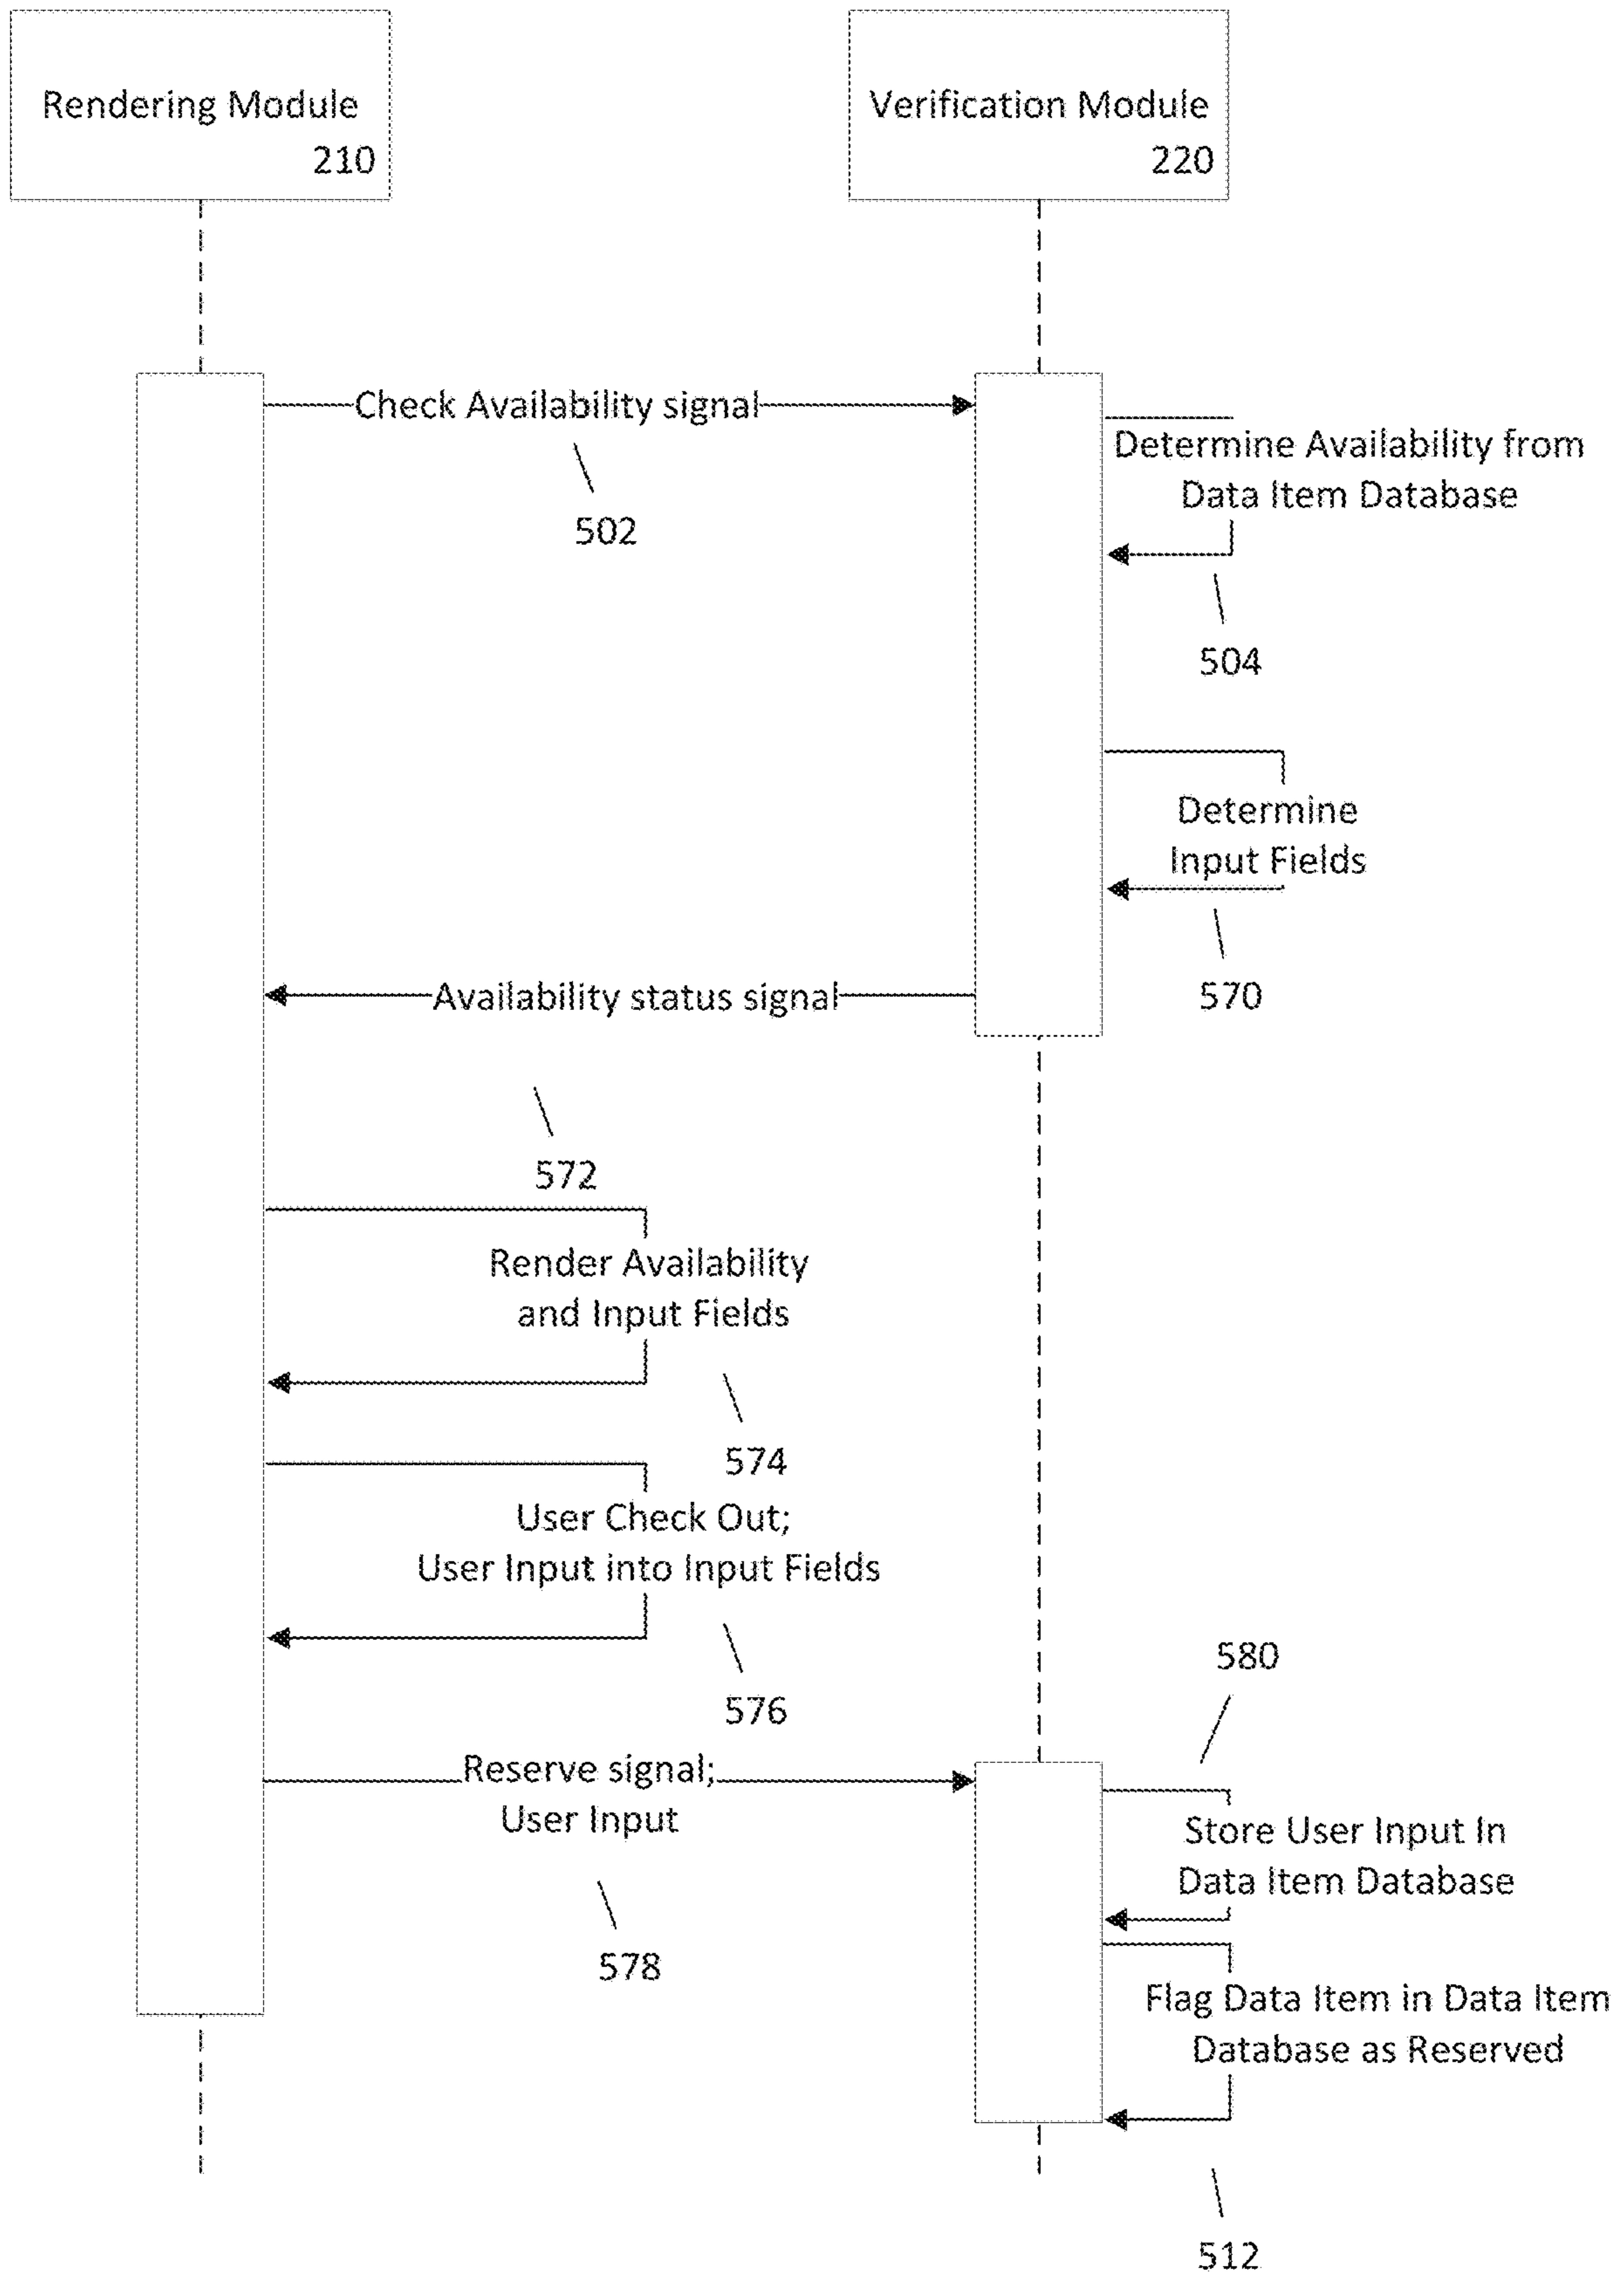 Rendering Module
210
Verification Module
220
Check Availability signal
502
Determine Availability from
Data Item Database
504
Determine
Input Fields
570
Availability status signal
572
Render Availability
and Input Fields
574
User Check Out;
User Input into Input Fields
576
Reserve signal;
User Input
578
580
Store User Input In
Data Item Database
Flag Data Item in Data Item
Database as Reserved
512